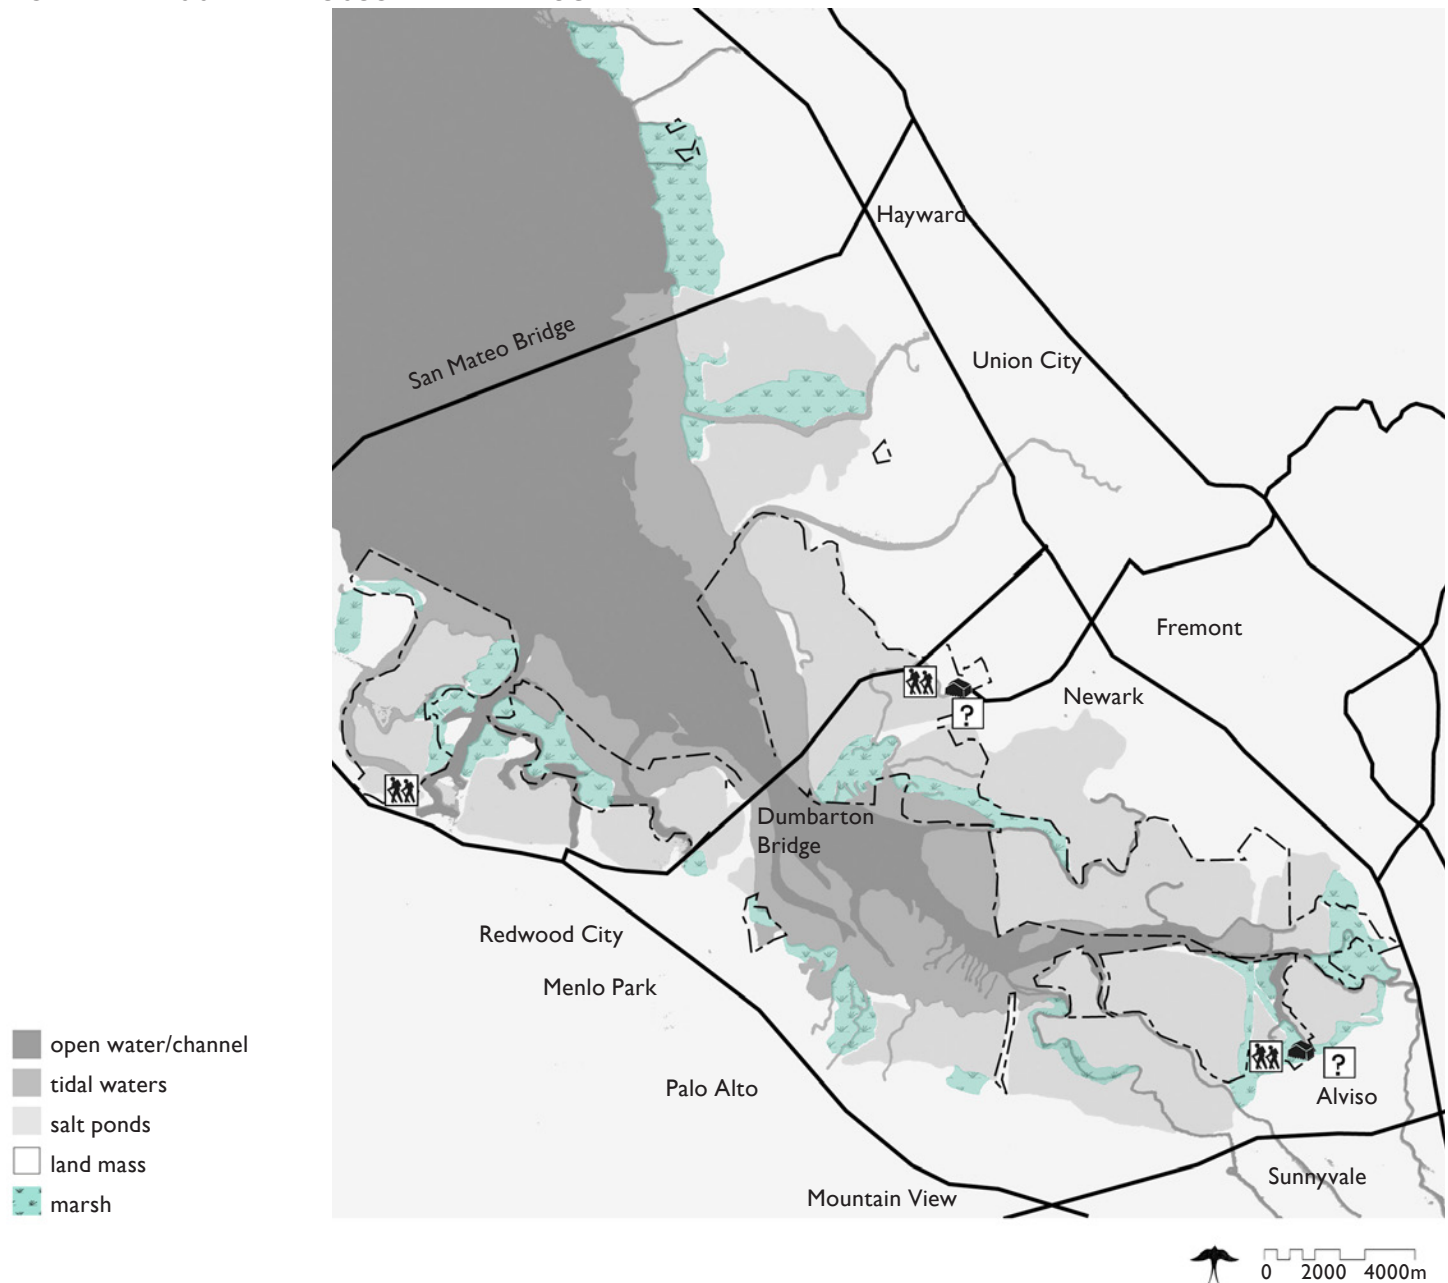 Hayward
San Mateo Bridge
Union City
Fremont
Newark
?
Dumbarton
Bridge
Redwood City
Menlo Park
Palo Alto
?
Alviso
Sunnyvale
Mountain View
open water/channel
tidal waters
salt ponds
land mass
marsh
0 2000 4000m